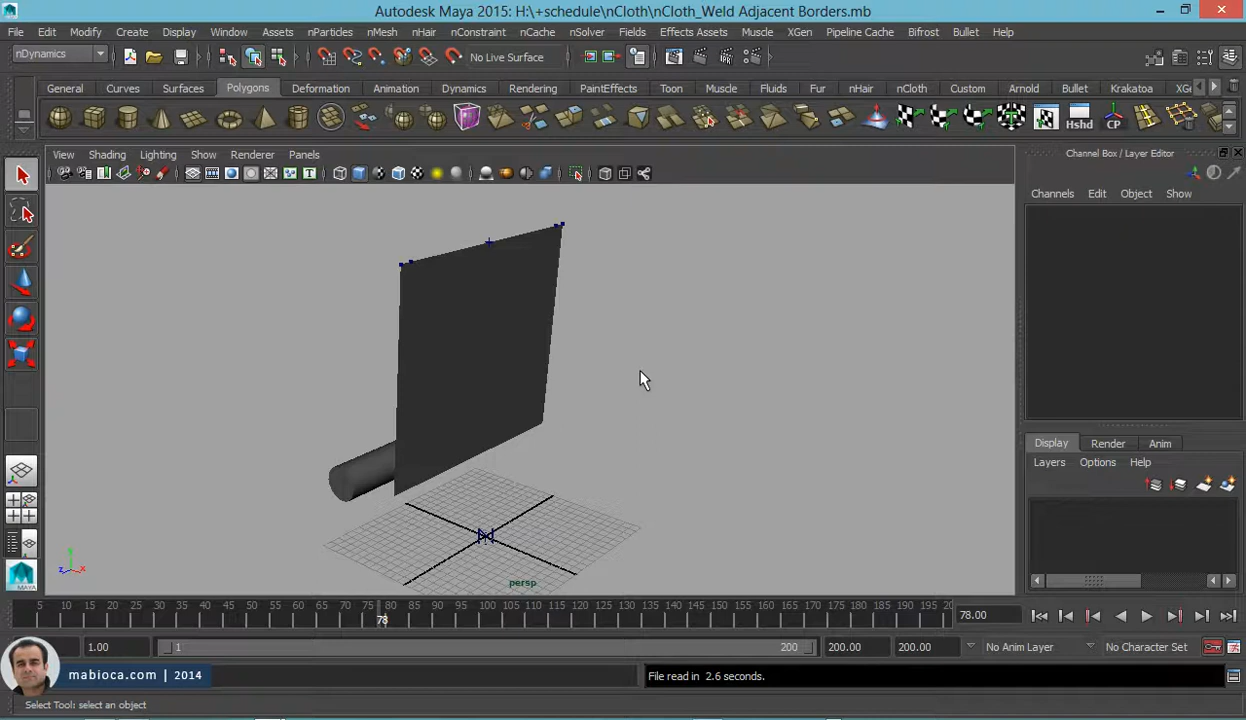 Autodesk Maya 2015: H:\+schedule\nCloth\nCloth_Weld Adjacent Borders.mb
File Edit Modify Create Display Window Assets nParticles nMesh nHair nConstraint nCache nSolver Fields Effects Assets Muscle XGen Pipeline Cache Bifrost Bullet Help
nDynamics No Live Surface
General Curves Surfaces Polygons Deformation Animation Dynamics Rendering PaintEffects Toon Muscle Fluids Fur nHair nCloth Custom Arnold Bullet Krakatoa XGe
Hshd CP
View Shading Lighting Show Renderer Panels
Channel Box / Layer Editor
Channels Edit Object Show
Display Render Anim
Layers Options Help
y
z x
persp
MAYA
5 10 15 20 25 30 35 40 45 50 55 60 65 70 75 80 85 90 95 100 105 110 115 120 125 130 135 140 145 150 155 160 165 170 175 180 185 190 195 20
78
78.00
1.00 1 200 200.00 200.00 No Anim Layer No Character Set
mabioca.com | 2014
File read in 2.6 seconds.
Select Tool: select an object